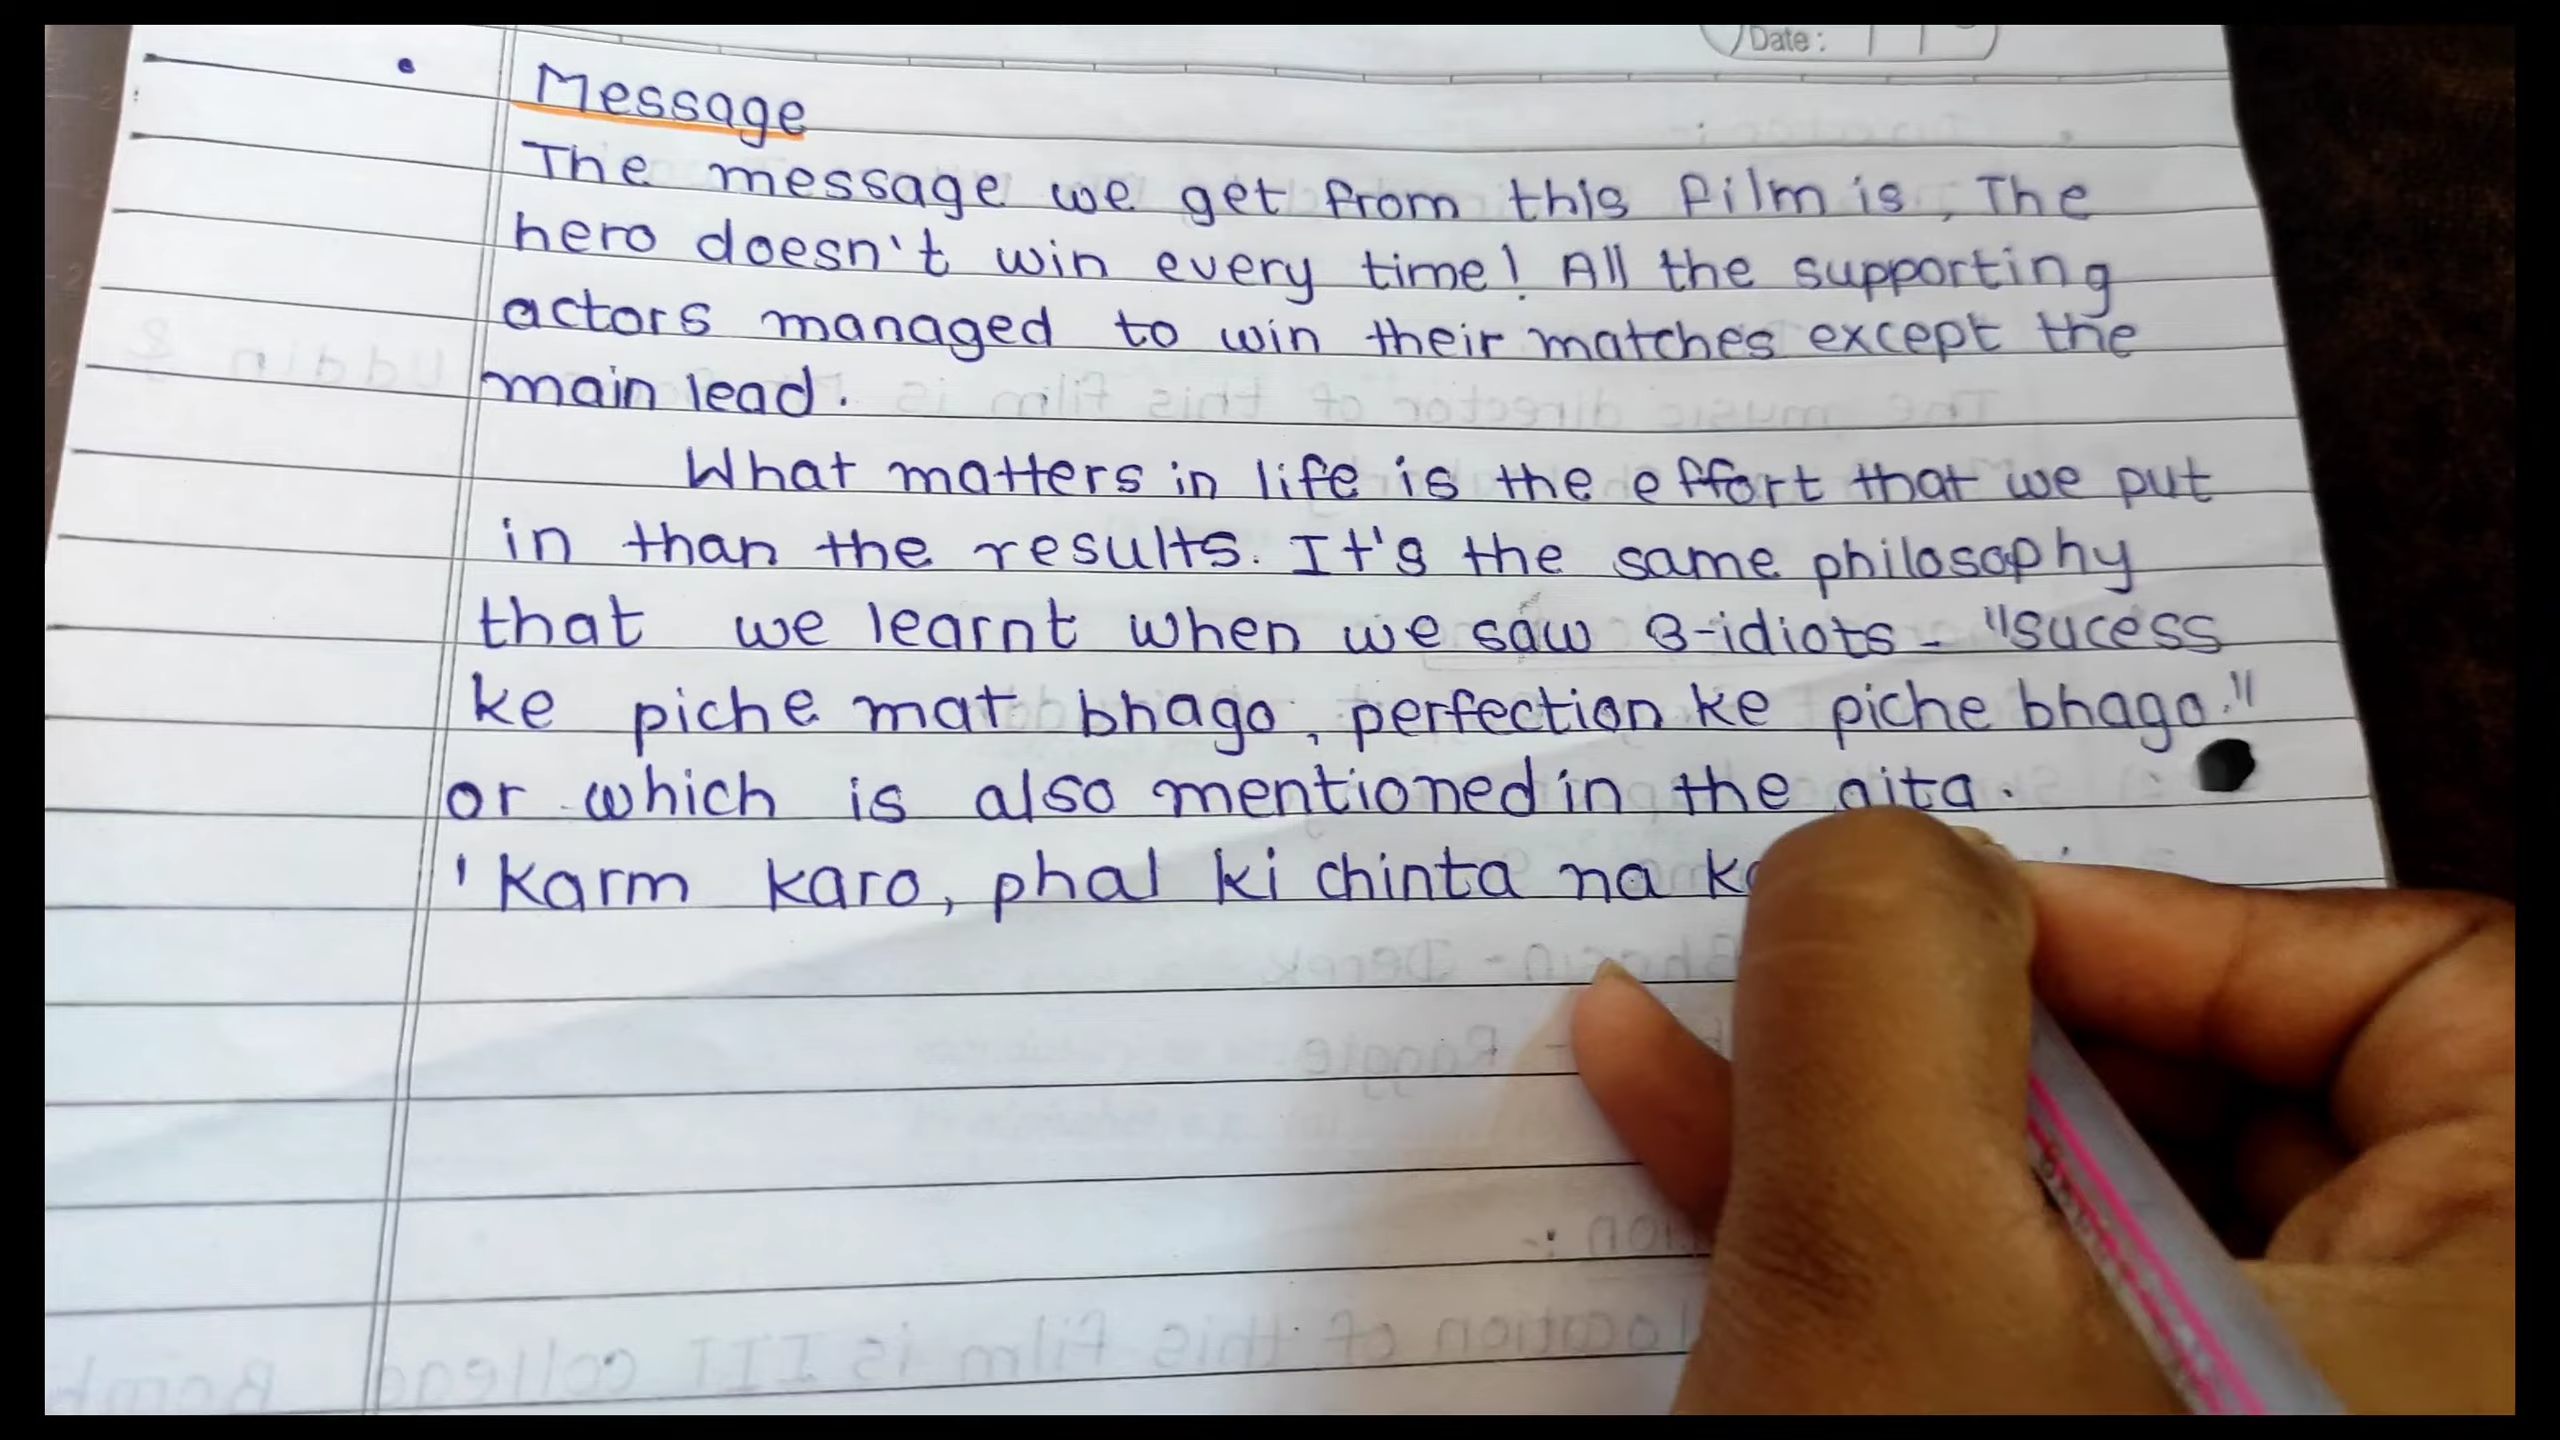 Date:
• Message
The message we get from this film is, The
hero doesn't win every time! All the supporting
actors managed to win their matches except the
main lead.
What matters in life is the effort that we put
in than the results. It's the same philosophy
that we learnt when we saw 3-idiots - "sucess
ke piche mat bhago, perfection ke piche bhago."
or which is also mentioned in the gita.
'Karm karo, phal ki chinta na